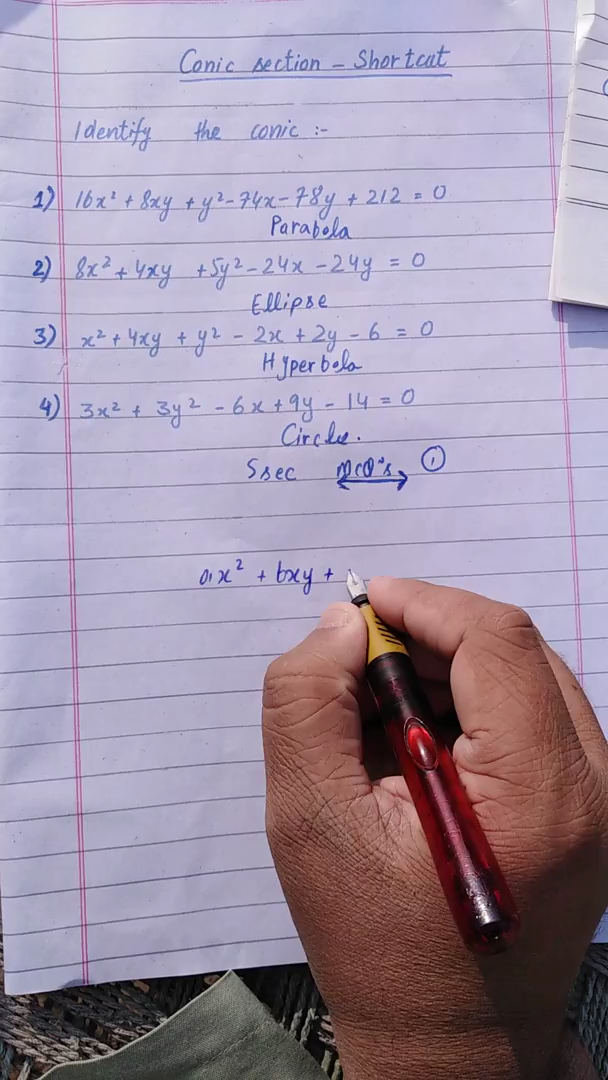 Conic section - Shortcut
Identify the conic :-
1) 16x² + 8xy + y² - 74x - 78y + 212 = 0
Parabola
2) 8x² + 4xy + 5y² - 24x - 24y = 0
Ellipse
3) x² + 4xy + y² - 2x + 2y - 6 = 0
Hyperbola
4) 3x² + 3y² - 6x + 9y - 14 = 0
Circle.
5sec MCQ's 1
ax² + bxy +